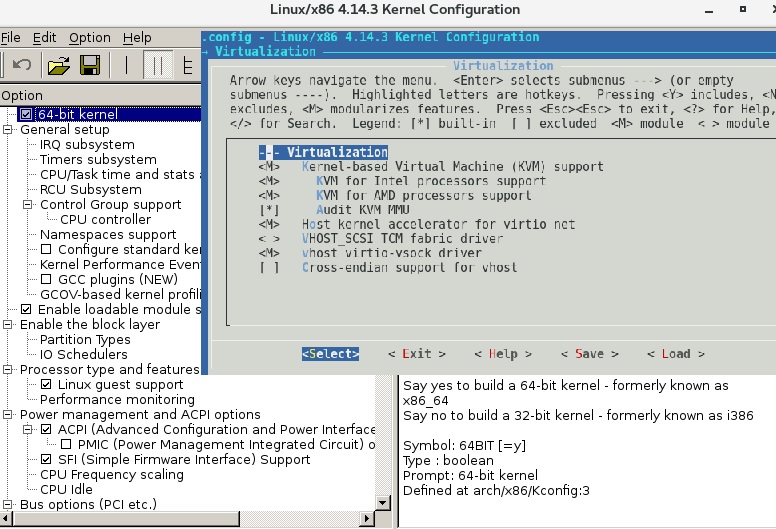 Linux/x86 4.14.3 Kernel Configuration
File Edit Option Help
.config - Linux/x86 4.14.3 Kernel Configuration
→ Virtualization
Virtualization
Arrow keys navigate the menu. <Enter> selects submenus ---> (or empty
submenus ----). Highlighted letters are hotkeys. Pressing <Y> includes, <N
excludes, <M> modularizes features. Press <Esc><Esc> to exit, <?> for Help,
</> for Search. Legend: [*] built-in [ ] excluded <M> module < > module
--- Virtualization
<M> Kernel-based Virtual Machine (KVM) support
<M> KVM for Intel processors support
<M> KVM for AMD processors support
[*] Audit KVM MMU
<M> Host kernel accelerator for virtio net
< > VHOST_SCSI TCM fabric driver
<M> vhost virtio-vsock driver
[ ] Cross-endian support for vhost
<Select> < Exit > < Help > < Save > < Load >
Option
64-bit kernel
General setup
IRQ subsystem
Timers subsystem
CPU/Task time and stats a
RCU Subsystem
Control Group support
CPU controller
Namespaces support
Configure standard ker
Kernel Performance Even
GCC plugins (NEW)
GCOV-based kernel profili
Enable loadable module s
Enable the block layer
Partition Types
IO Schedulers
Processor type and features
Linux guest support
Performance monitoring
Power management and ACPI options
ACPI (Advanced Configuration and Power Interface
PMIC (Power Management Integrated Circuit) o
SFI (Simple Firmware Interface) Support
CPU Frequency scaling
CPU Idle
Bus options (PCI etc.)
Say yes to build a 64-bit kernel - formerly known as
x86_64
Say no to build a 32-bit kernel - formerly known as i386
Symbol: 64BIT [=y]
Type : boolean
Prompt: 64-bit kernel
Defined at arch/x86/Kconfig:3